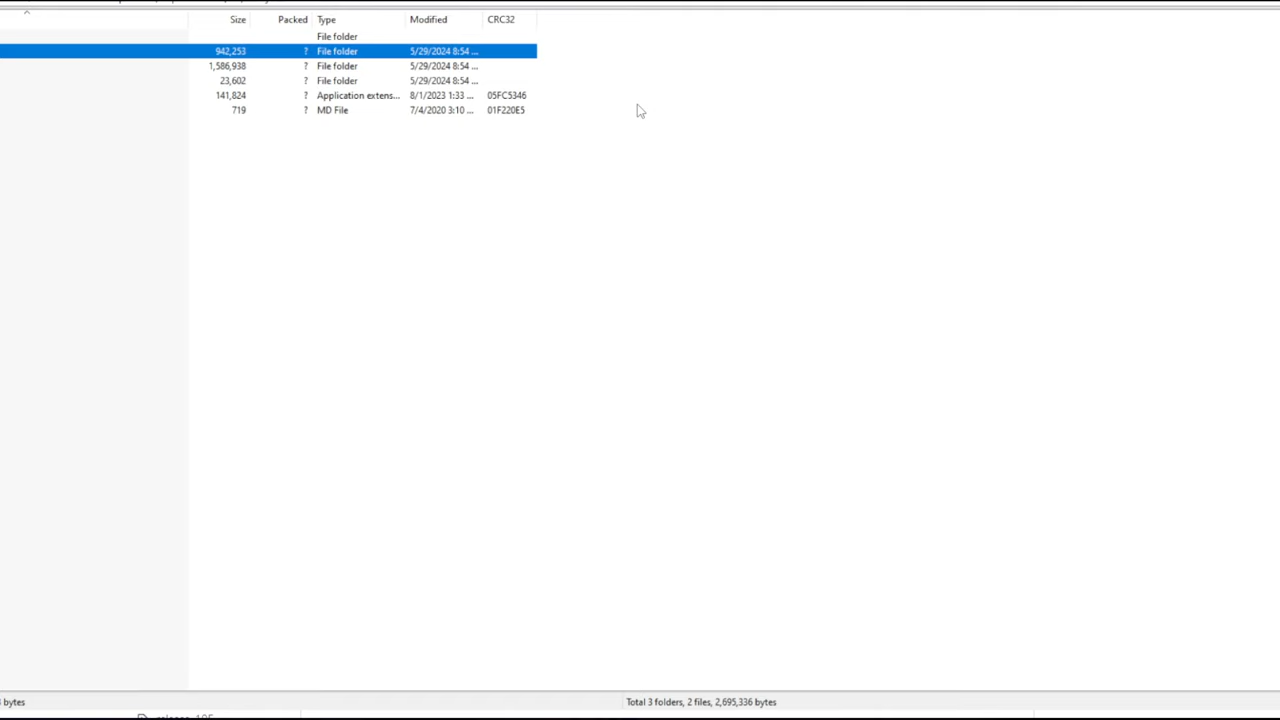 Size Packed Type Modified CRC32
File folder
942,253 ? File folder 5/29/2024 8:54 ...
1,586,938 ? File folder 5/29/2024 8:54 ...
23,602 ? File folder 5/29/2024 8:54 ...
141,824 ? Application extens... 8/1/2023 1:33 ... 05FC5346
719 ? MD File 7/4/2020 3:10 ... 01F220E5
bytes Total 3 folders, 2 files, 2,695,336 bytes